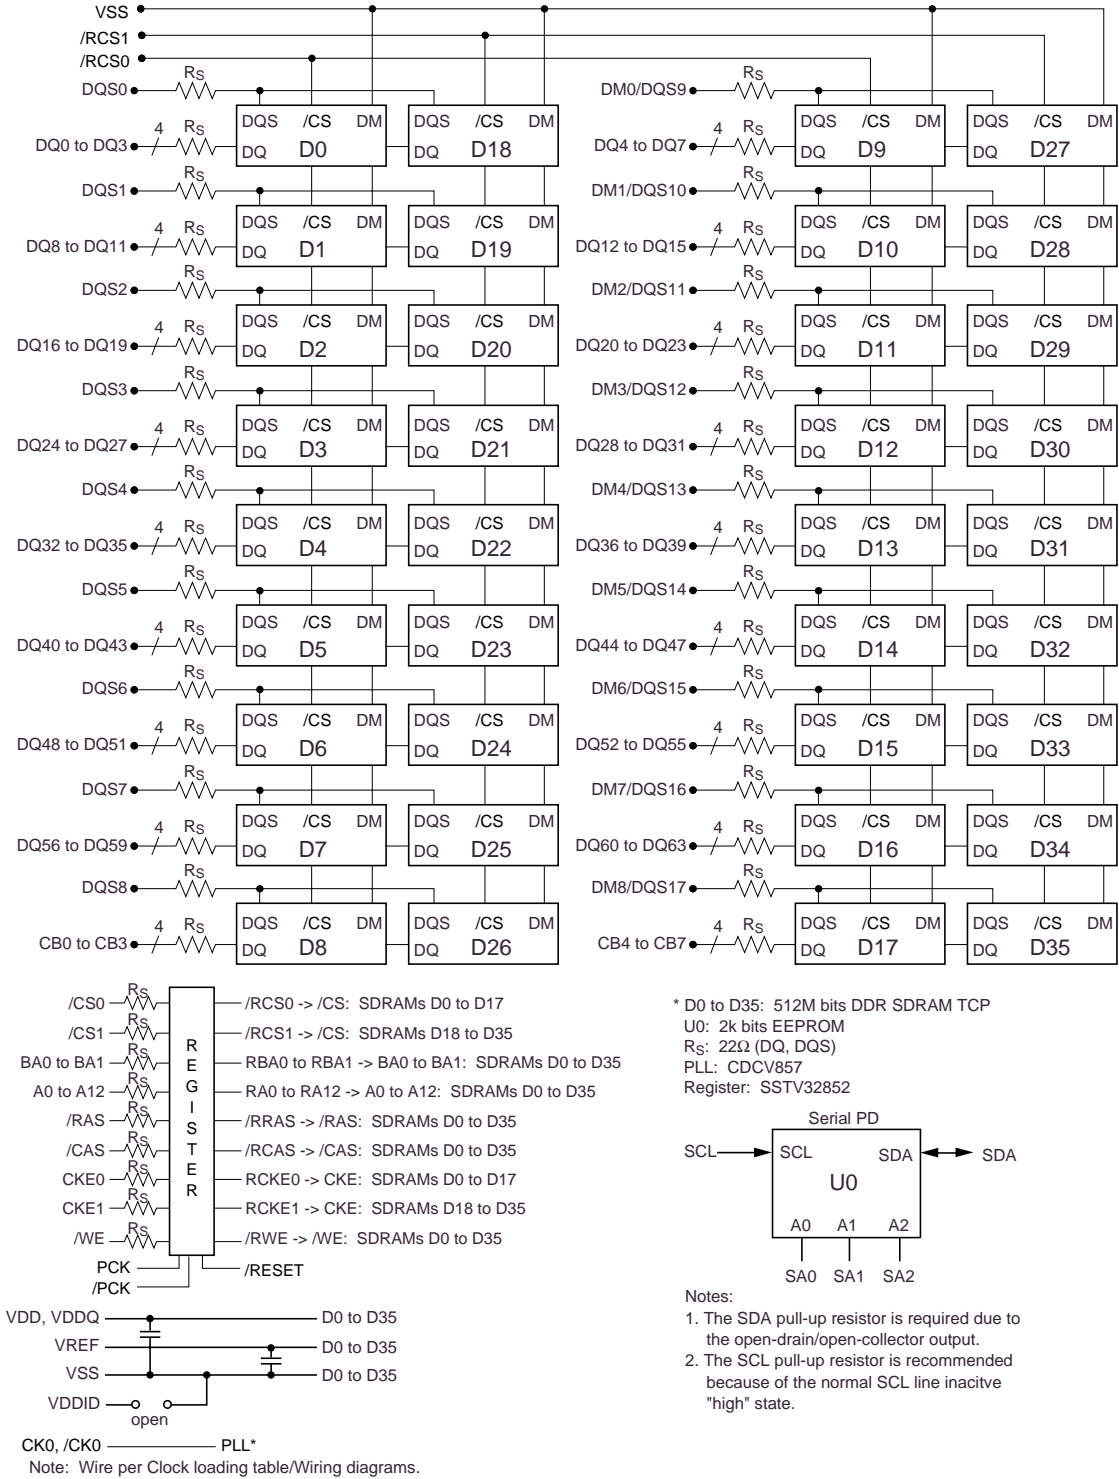 VSS
/RCS1
/RCS0
DQS0 RS DM0/DQS9 RS
DQS /CS DM DQS /CS DM DQS /CS DM DQS /CS DM
DQ0 to DQ3 4 RS DQ D0 DQ D18 DQ4 to DQ7 4 RS DQ D9 DQ D27
DQS1 RS DM1/DQS10 RS
DQS /CS DM DQS /CS DM DQS /CS DM DQS /CS DM
DQ8 to DQ11 4 RS DQ D1 DQ D19 DQ12 to DQ15 4 RS DQ D10 DQ D28
DQS2 RS DM2/DQS11 RS
DQS /CS DM DQS /CS DM DQS /CS DM DQS /CS DM
DQ16 to DQ19 4 RS DQ D2 DQ D20 DQ20 to DQ23 4 RS DQ D11 DQ D29
DQS3 RS DM3/DQS12 RS
DQS /CS DM DQS /CS DM DQS /CS DM DQS /CS DM
DQ24 to DQ27 4 RS DQ D3 DQ D21 DQ28 to DQ31 4 RS DQ D12 DQ D30
DQS4 RS DM4/DQS13 RS
DQS /CS DM DQS /CS DM DQS /CS DM DQS /CS DM
DQ32 to DQ35 4 RS DQ D4 DQ D22 DQ36 to DQ39 4 RS DQ D13 DQ D31
DQS5 RS DM5/DQS14 RS
DQS /CS DM DQS /CS DM DQS /CS DM DQS /CS DM
DQ40 to DQ43 4 RS DQ D5 DQ D23 DQ44 to DQ47 4 RS DQ D14 DQ D32
DQS6 RS DM6/DQS15 RS
DQS /CS DM DQS /CS DM DQS /CS DM DQS /CS DM
DQ48 to DQ51 4 RS DQ D6 DQ D24 DQ52 to DQ55 4 RS DQ D15 DQ D33
DQS7 RS DM7/DQS16 RS
DQS /CS DM DQS /CS DM DQS /CS DM DQS /CS DM
DQ56 to DQ59 4 RS DQ D7 DQ D25 DQ60 to DQ63 4 RS DQ D16 DQ D34
DQS8 RS DM8/DQS17 RS
DQS /CS DM DQS /CS DM DQS /CS DM DQS /CS DM
CB0 to CB3 4 RS DQ D8 DQ D26 CB4 to CB7 4 RS DQ D17 DQ D35
/CS0 RS /RCS0 -> /CS: SDRAMs D0 to D17
/CS1 RS /RCS1 -> /CS: SDRAMs D18 to D35
BA0 to BA1 RS RBA0 to RBA1 -> BA0 to BA1: SDRAMs D0 to D35
A0 to A12 RS RA0 to RA12 -> A0 to A12: SDRAMs D0 to D35
/RAS RS /RRAS -> /RAS: SDRAMs D0 to D35
/CAS RS /RCAS -> /CAS: SDRAMs D0 to D35
CKE0 RS RCKE0 -> CKE: SDRAMs D0 to D17
CKE1 RS RCKE1 -> CKE: SDRAMs D18 to D35
/WE RS /RWE -> /WE: SDRAMs D0 to D35
REGISTER
PCK
/PCK
/RESET
VDD, VDDQ D0 to D35
VREF D0 to D35
VSS D0 to D35
VDDID
open
CK0, /CK0 PLL*
Note: Wire per Clock loading table/Wiring diagrams.
* D0 to D35: 512M bits DDR SDRAM TCP
U0: 2k bits EEPROM
RS: 22Ω (DQ, DQS)
PLL: CDCV857
Register: SSTV32852
Serial PD
SCL SCL SDA SDA
U0
A0 A1 A2
SA0 SA1 SA2
Notes:
1. The SDA pull-up resistor is required due to
the open-drain/open-collector output.
2. The SCL pull-up resistor is recommended
because of the normal SCL line inacitve
"high" state.